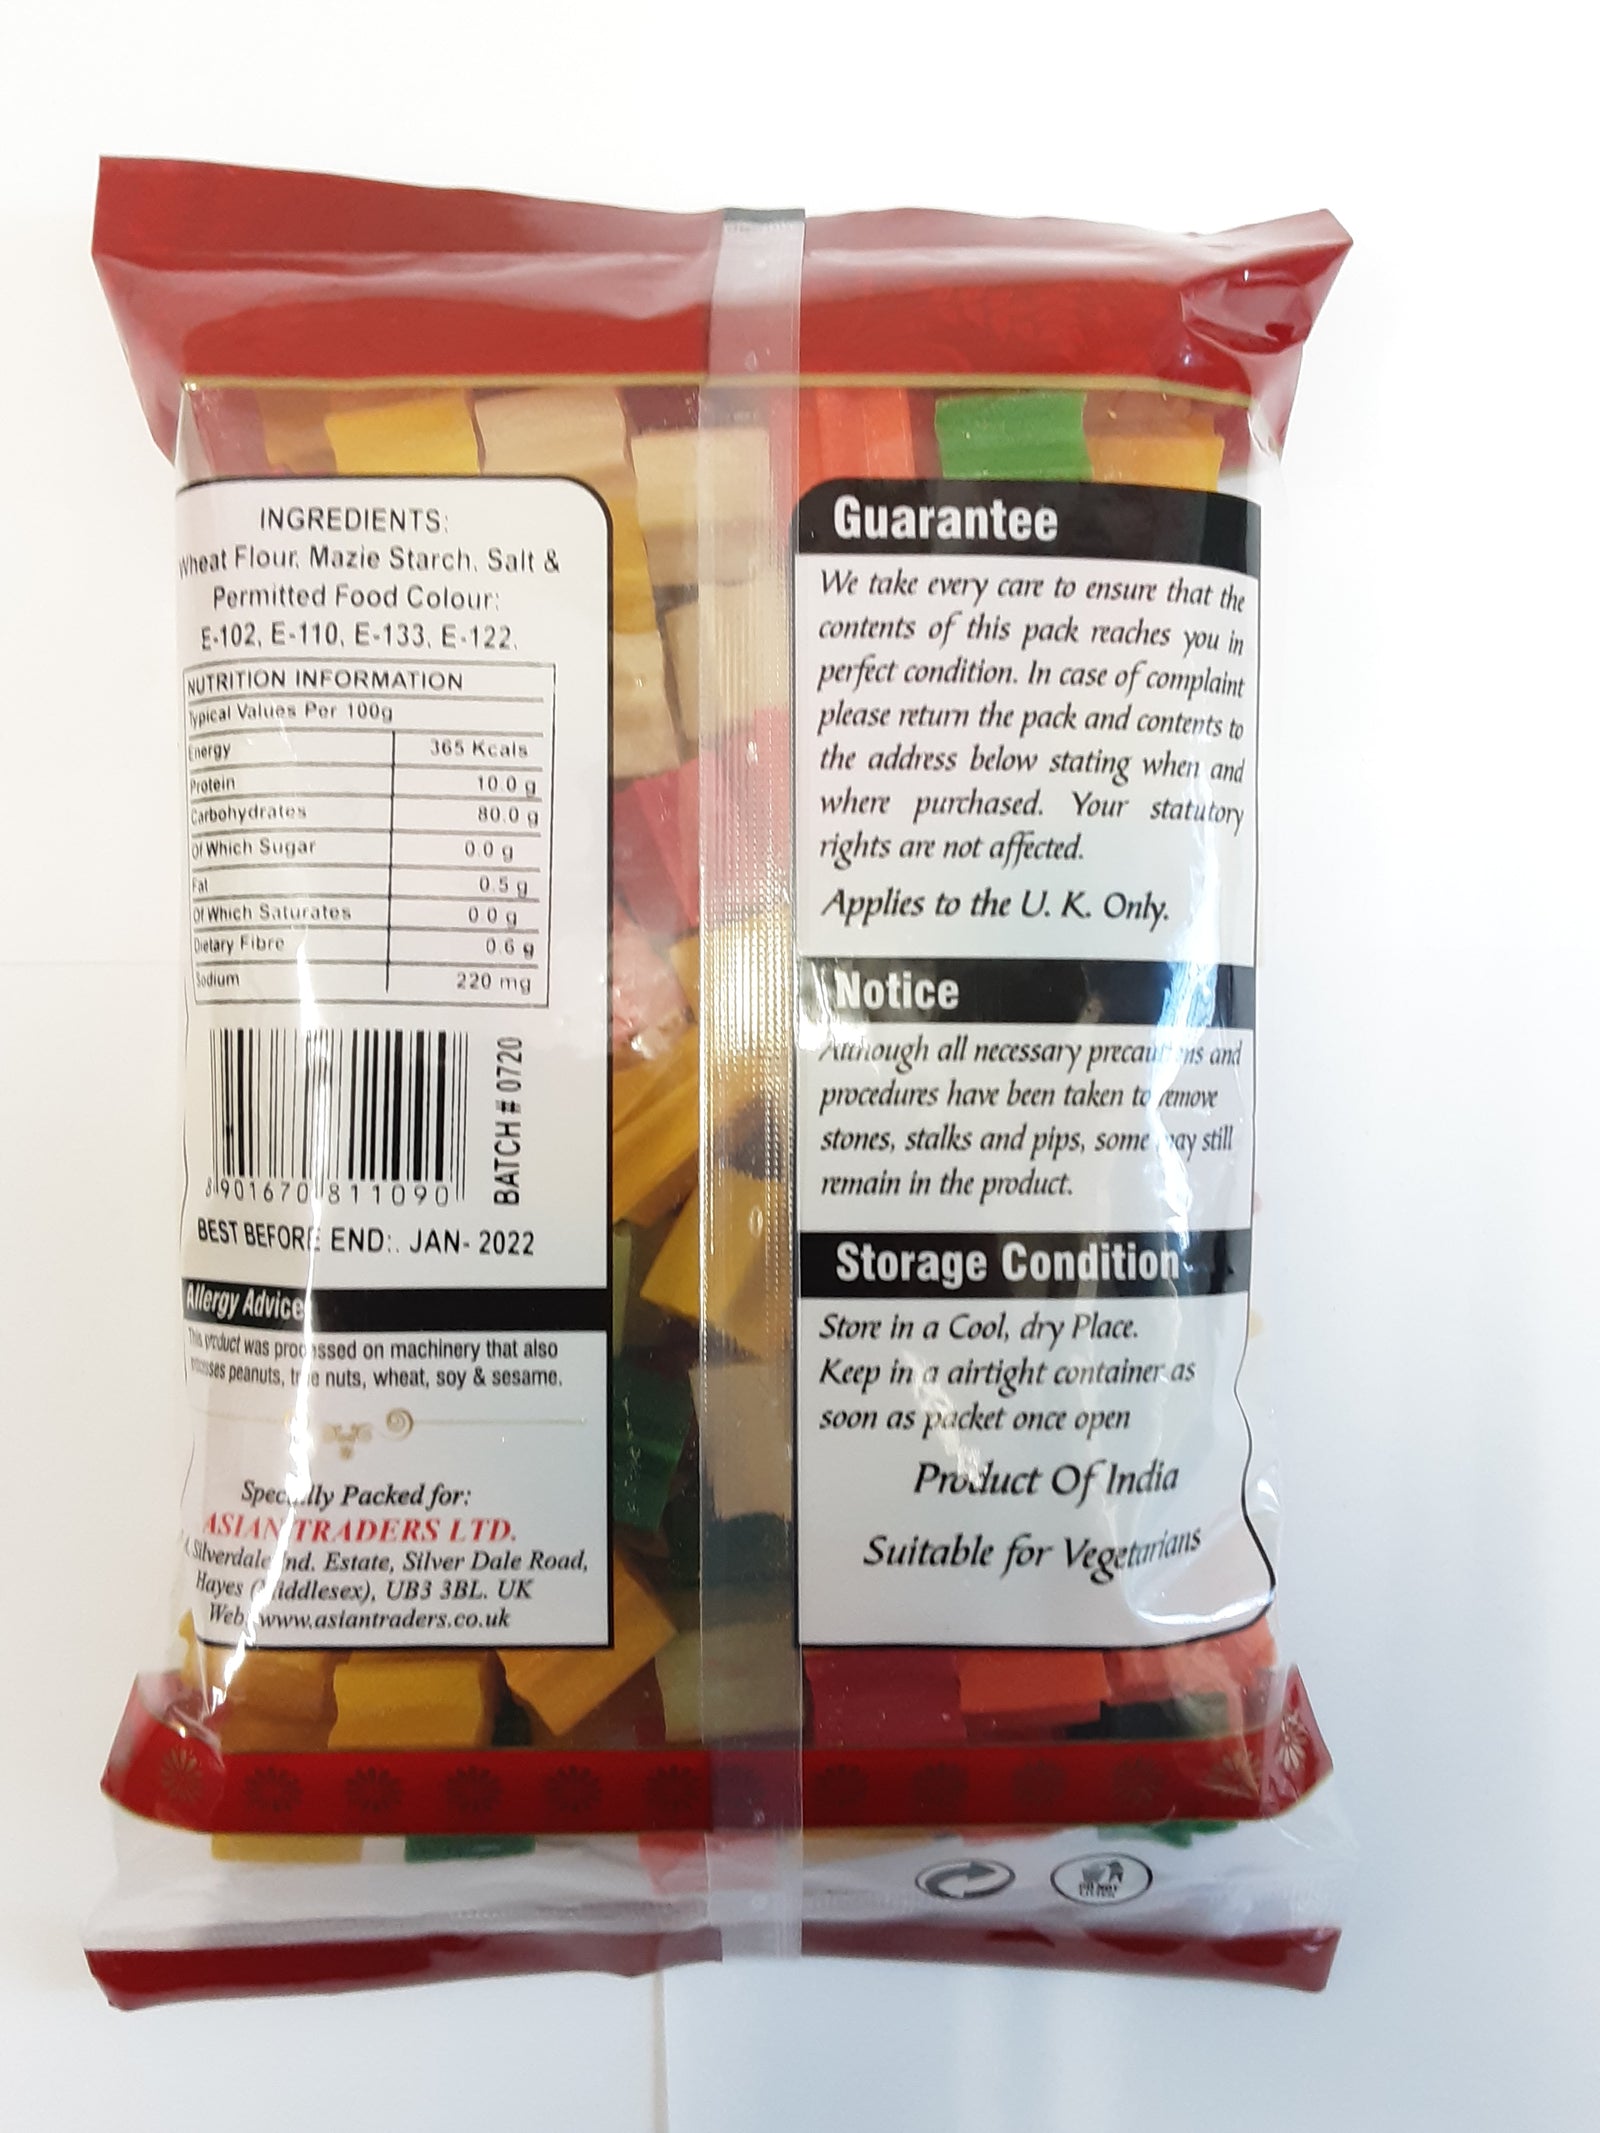 INGREDIENTS:
Wheat Flour, Mazie Starch, Salt &
Permitted Food Colour:
E-102, E-110, E-133, E-122.
NUTRITION INFORMATION
Typical Values Per 100g
Energy 365 Kcals
Protein 10.0 g
Carbohydrates 80.0 g
Of Which Sugar 0.0 g
Fat 0.5 g
Of Which Saturates 0.0 g
Dietary Fibre 0.6 g
Sodium 220 mg
8 901670 811090
BATCH # 0720
BEST BEFORE END:. JAN- 2022
Allergy Advice
This product was processed on machinery that also
peanuts, tree nuts, wheat, soy & sesame.
Specially Packed for:
ASIAN TRADERS LTD.
Silverdale Ind. Estate, Silver Dale Road,
Hayes (Middlesex), UB3 3BL. UK
Web: www.asiantraders.co.uk
Guarantee
We take every care to ensure that the
contents of this pack reaches you in
perfect condition. In case of complaint
please return the pack and contents to
the address below stating when and
where purchased. Your statutory
rights are not affected.
Applies to the U. K. Only.
Notice
Although all necessary precautions and
procedures have been taken to remove
stones, stalks and pips, some may still
remain in the product.
Storage Condition
Store in a Cool, dry Place.
Keep in a airtight container as
soon as packet once open
Product Of India
Suitable for Vegetarians
DO NOT
LITTER